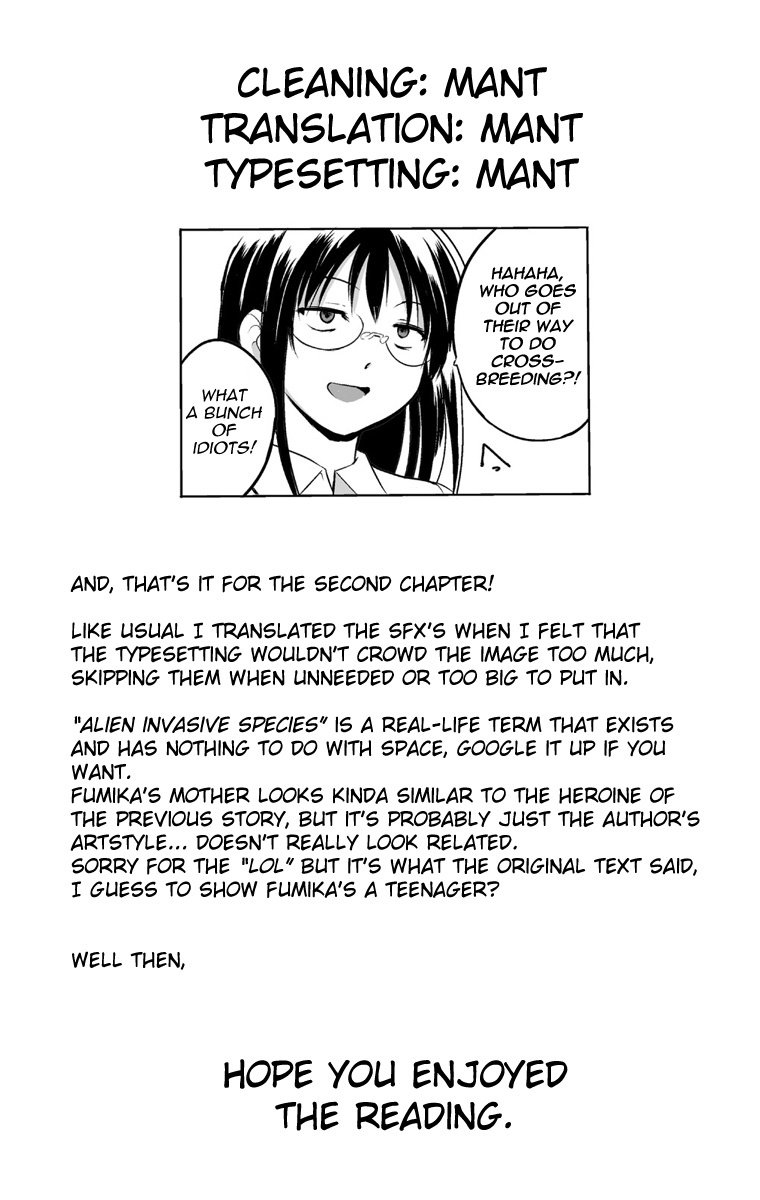 CLEANING: MANT
TRANSLATION: MANT
TYPESETTING: MANT
HAHAHA,
WHO GOES
OUT OF
THEIR WAY
TO DO
CROSS-
BREEDING?!
WHAT
A BUNCH
OF
IDIOTS!
AND, THAT'S IT FOR THE SECOND CHAPTER!
LIKE USUAL I TRANSLATED THE SFX'S WHEN I FELT THAT
THE TYPESETTING WOULDN'T CROWD THE IMAGE TOO MUCH,
SKIPPING THEM WHEN UNNEEDED OR TOO BIG TO PUT IN.
"ALIEN INVASIVE SPECIES" IS A REAL-LIFE TERM THAT EXISTS
AND HAS NOTHING TO DO WITH SPACE, GOOGLE IT UP IF YOU
WANT.
FUMIKA'S MOTHER LOOKS KINDA SIMILAR TO THE HEROINE OF
THE PREVIOUS STORY, BUT IT'S PROBABLY JUST THE AUTHOR'S
ARTSTYLE... DOESN'T REALLY LOOK RELATED.
SORRY FOR THE "LOL" BUT IT'S WHAT THE ORIGINAL TEXT SAID,
I GUESS TO SHOW FUMIKA'S A TEENAGER?
WELL THEN,
HOPE YOU ENJOYED
THE READING.